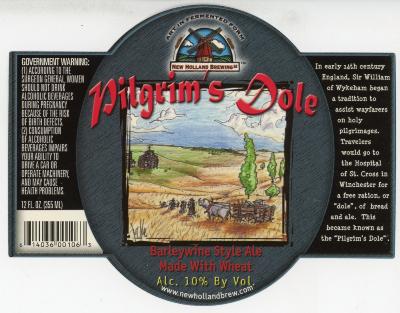 GOVERNMENT WARNING:
(1) ACCORDING TO THE
SURGEON GENERAL, WOMEN
SHOULD NOT DRINK
ALCOHOLIC BEVERAGES
DURING PREGNANCY
BECAUSE OF THE RISK
OF BIRTH DEFECTS.
(2) CONSUMPTION
OF ALCOHOLIC
BEVERAGES IMPAIRS
YOUR ABILITY TO
DRIVE A CAR OR
OPERATE MACHINERY,
AND MAY CAUSE
HEALTH PROBLEMS
12 FL. OZ. (355 ML)
6 14036 00106 3
ART IN FERMENTED FORM
NEW HOLLAND BREWING
Pilgrim's Dole
Barleywine Style Ale
Made With Wheat
Alc. 10% By Vol.
www.newhollandbrew.com
In early 14th century
England, Sir William
of Wykeham began
a tradition to
assist wayfarers
on holy
pilgrimages.
Travelers
would go to
the Hospital
of St. Cross in
Winchester for
a free ration, or
"dole", of bread
and ale. This
became known as
the "Pilgrim's Dole".